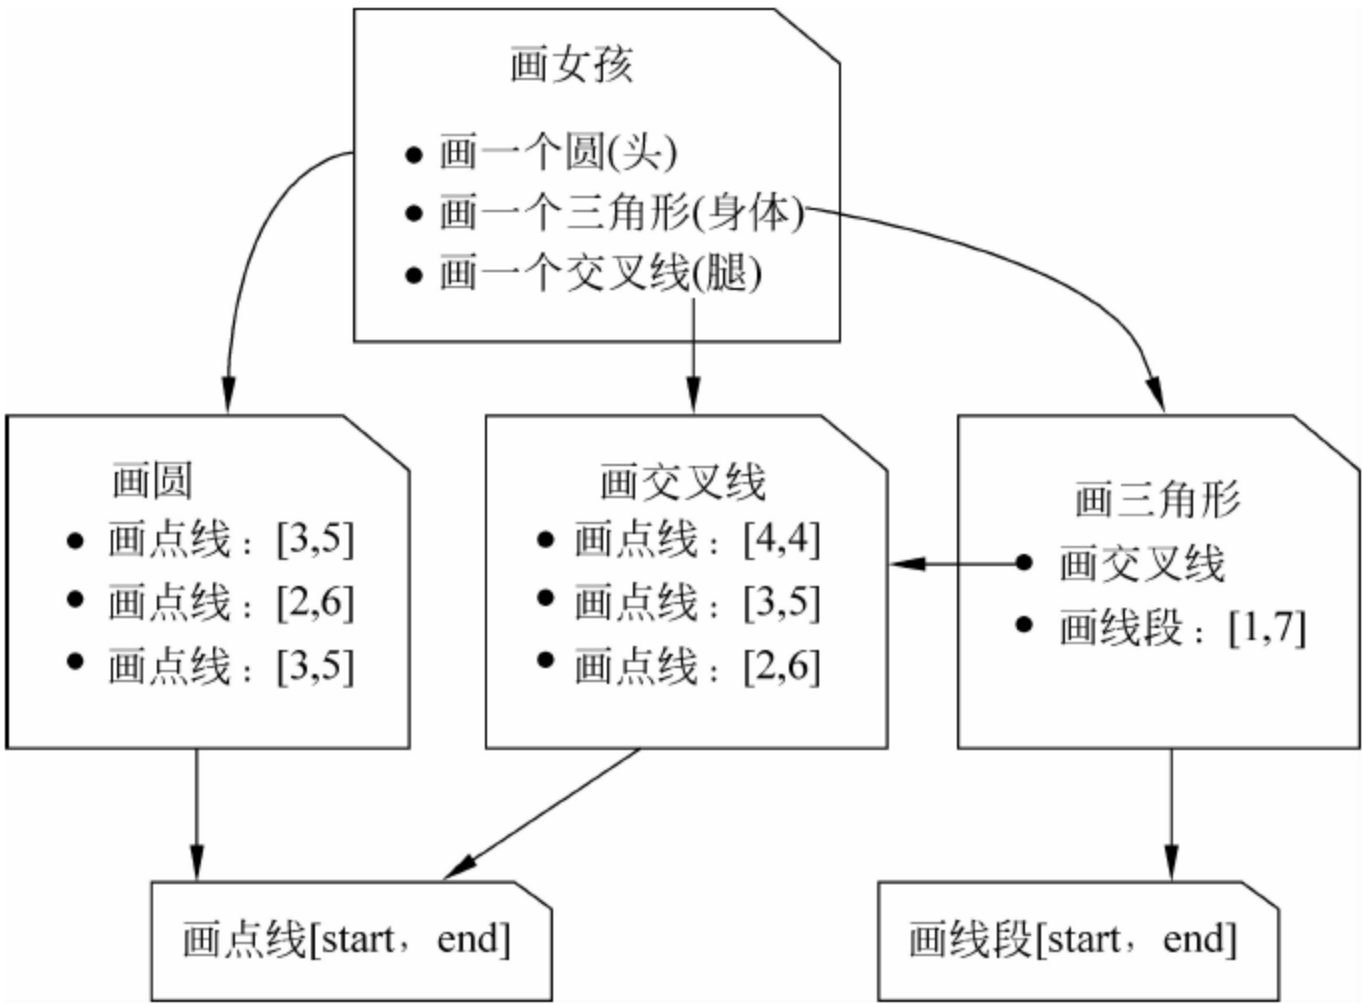 画女孩
● 画一个圆(头)
● 画一个三角形(身体)
● 画一个交叉线(腿)
画圆
● 画点线：[3,5]
● 画点线：[2,6]
● 画点线：[3,5]
画交叉线
● 画点线：[4,4]
● 画点线：[3,5]
● 画点线：[2,6]
画三角形
● 画交叉线
● 画线段：[1,7]
画点线[start，end]
画线段[start，end]